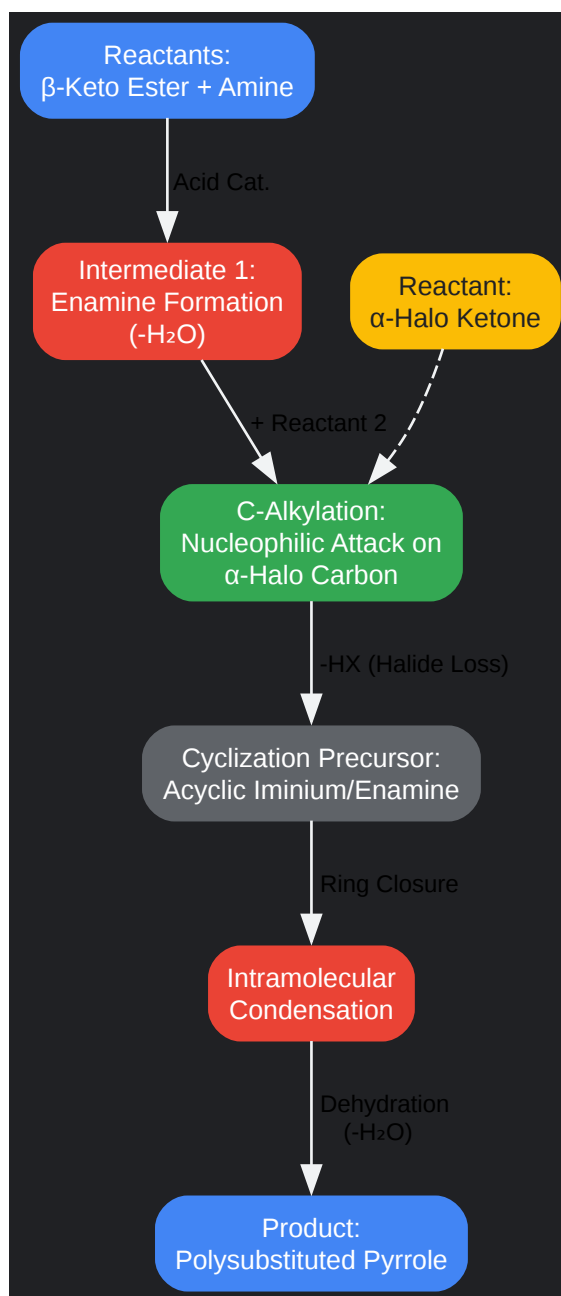 Reactants:
β-Keto Ester + Amine
Acid Cat.
Intermediate 1:
Enamine Formation
(-H₂O)
Reactant:
α-Halo Ketone
+ Reactant 2
C-Alkylation:
Nucleophilic Attack on
α-Halo Carbon
-HX (Halide Loss)
Cyclization Precursor:
Acyclic Iminium/Enamine
Ring Closure
Intramolecular
Condensation
Dehydration
(-H₂O)
Product:
Polysubstituted Pyrrole